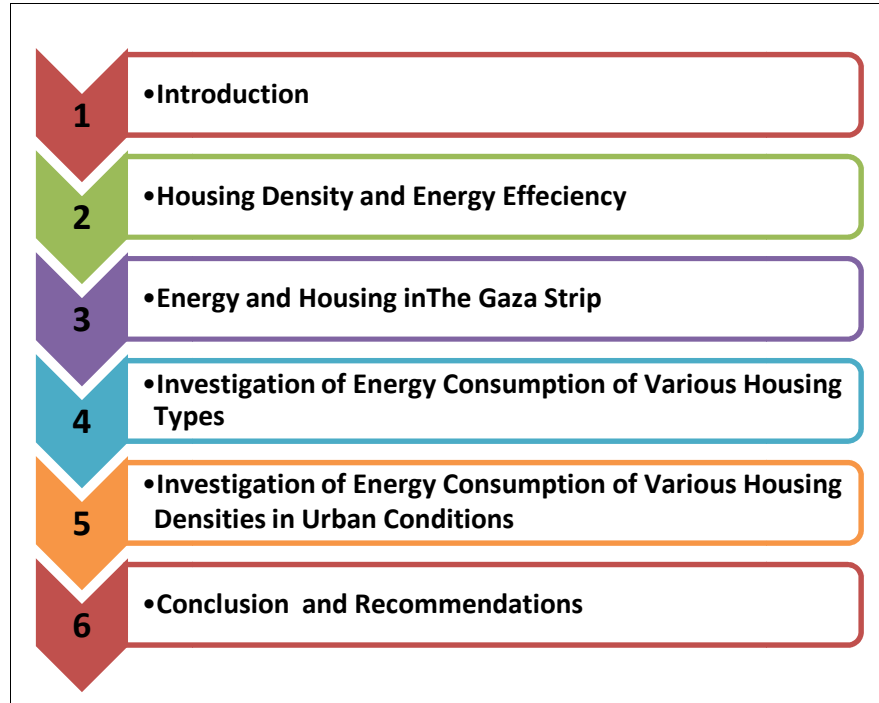 1
•Introduction
2
•Housing Density and Energy Effeciency
3
•Energy and Housing inThe Gaza Strip
4
•Investigation of Energy Consumption of Various Housing
Types
5
•Investigation of Energy Consumption of Various Housing
Densities in Urban Conditions
6
•Conclusion and Recommendations